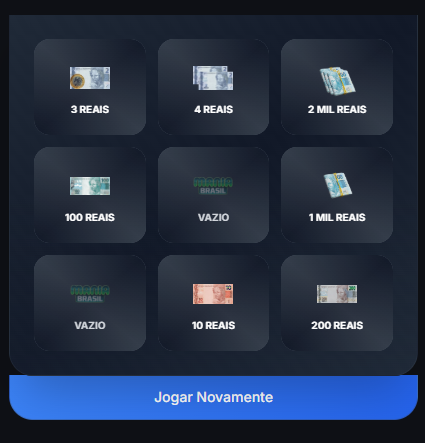 3 REAIS
4 REAIS
2 MIL REAIS
100 REAIS
BRASIL
VAZIO
1 MIL REAIS
BRASIL
VAZIO
10 REAIS
200 REAIS
Jogar Novamente